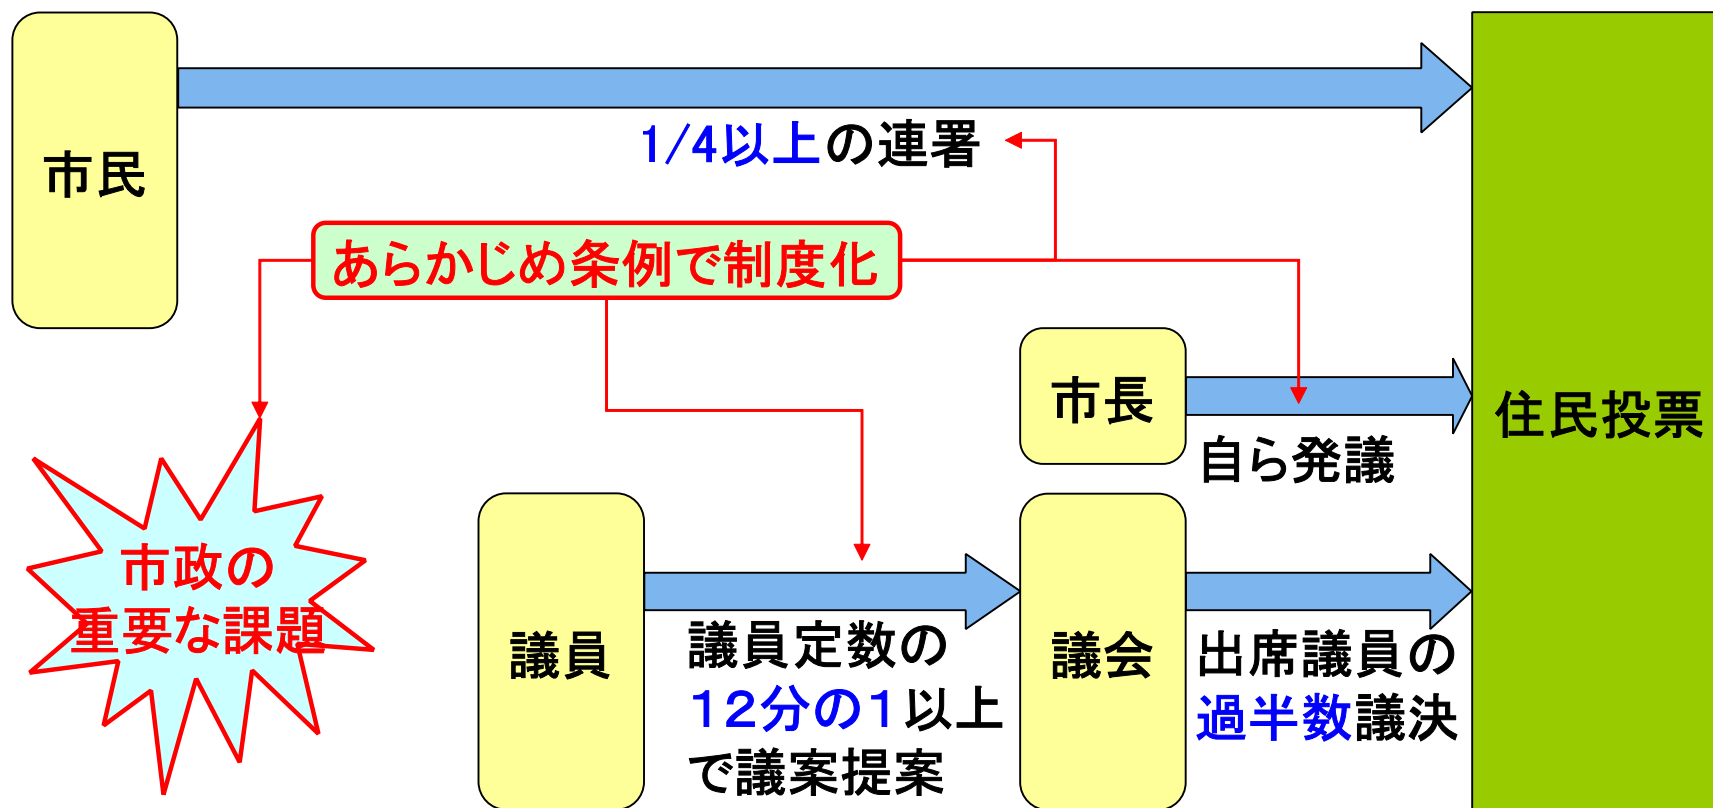 市民
1/4以上の連署
あらかじめ条例で制度化
市長
自ら発議
住民投票
市政の
重要な課題
議員
議員定数の
12分の1以上
で議案提案
議会
出席議員の
過半数議決